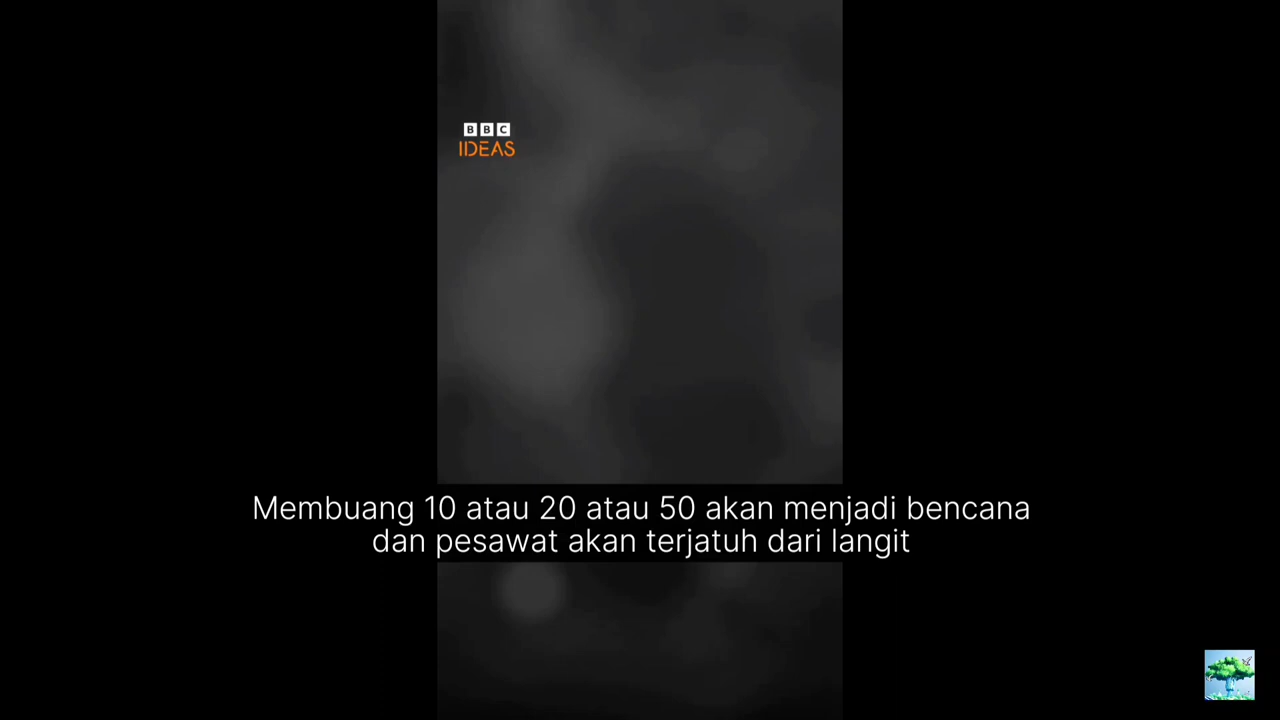 BBC
IDEAS
Membuang 10 atau 20 atau 50 akan menjadi bencana
dan pesawat akan terjatuh dari langit